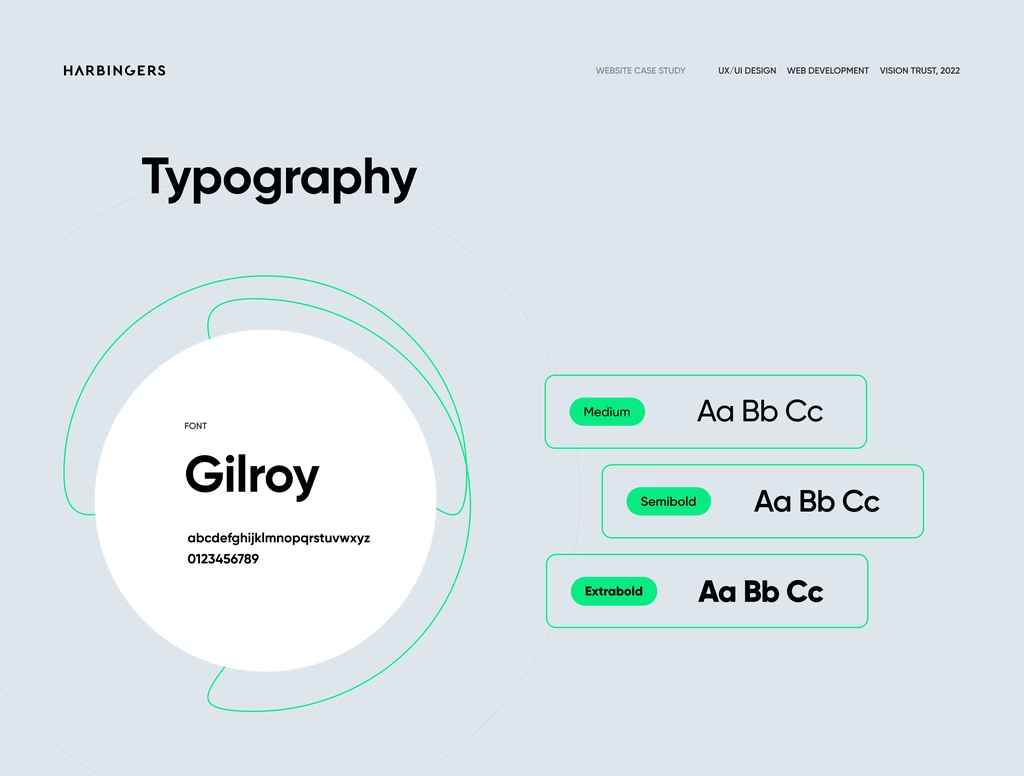 HARBINGERS
WEBSITE CASE STUDY UX/UI DESIGN WEB DEVELOPMENT VISION TRUST, 2022
Typography
FONT
Gilroy
abcdefghijklmnopqrstuvwxyz
0123456789
Medium Aa Bb Cc
Semibold Aa Bb Cc
Extrabold Aa Bb Cc